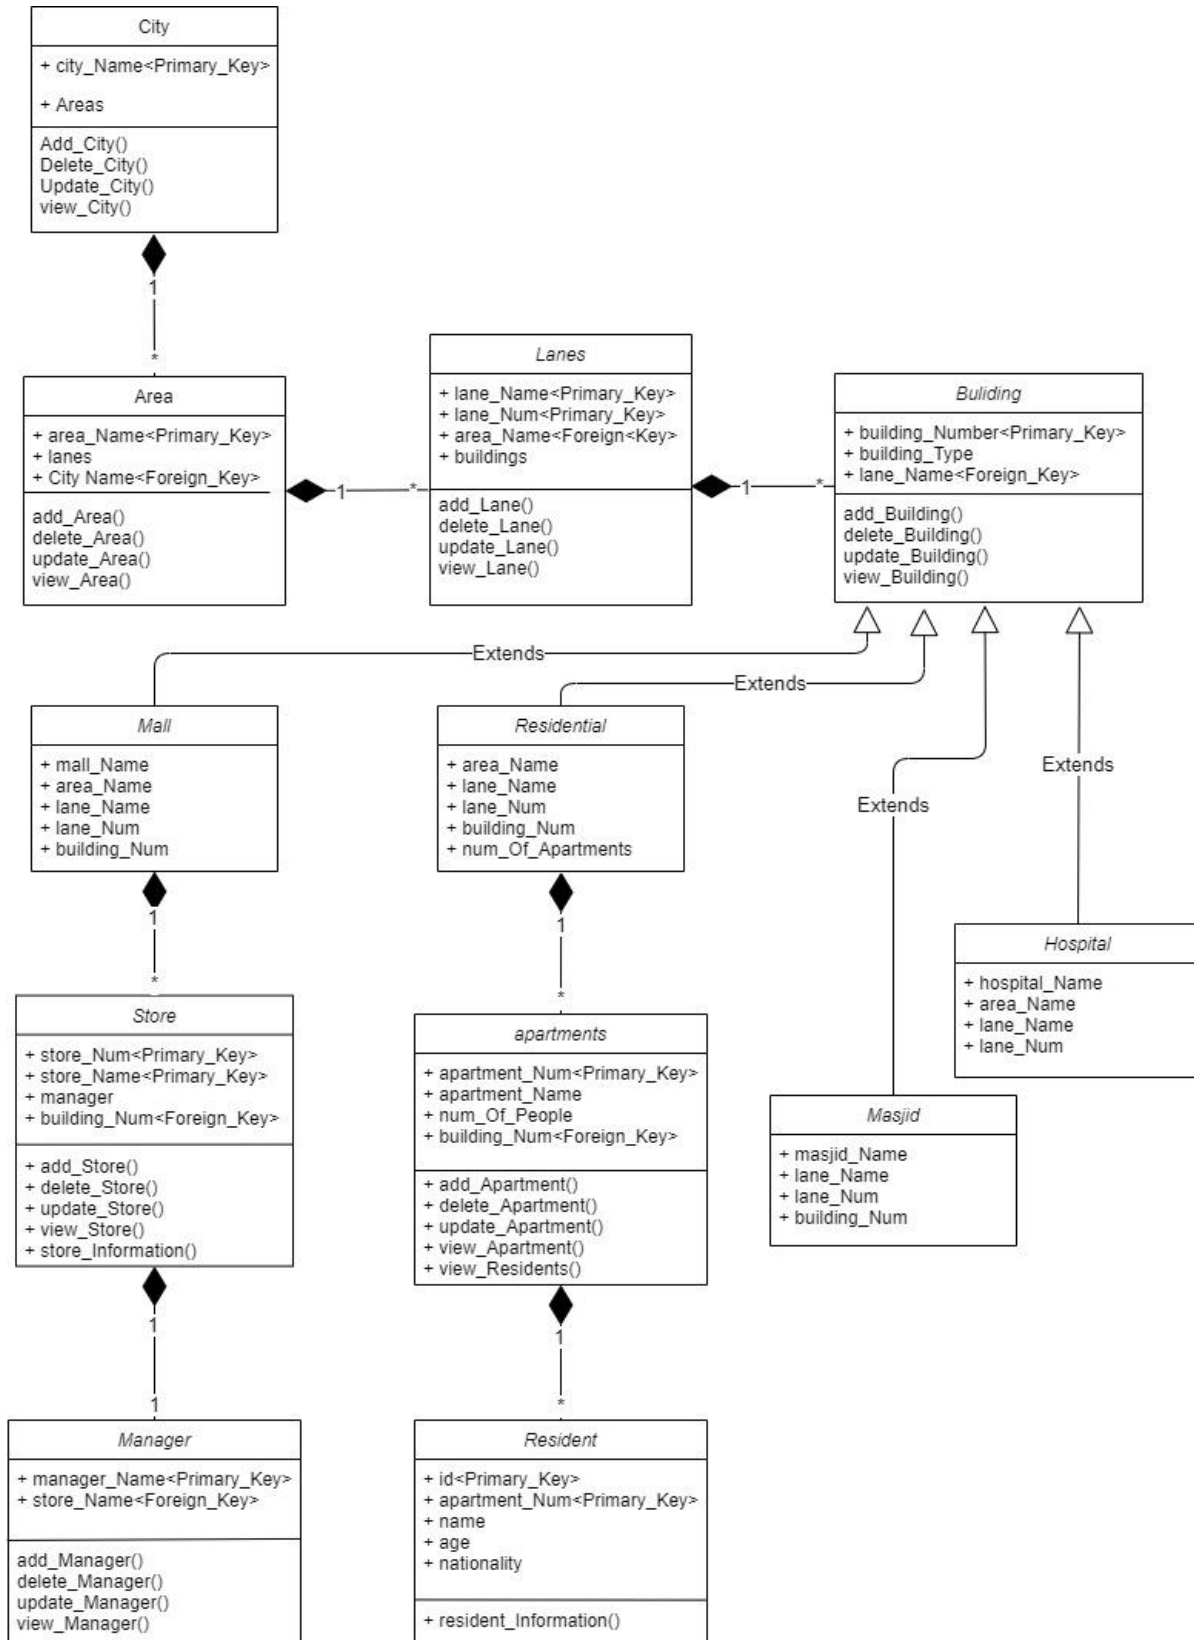 City
+ city_Name<Primary_Key>
+ Areas
Add_City()
Delete_City()
Update_City()
view_City()
1
*
Area
+ area_Name<Primary_Key>
+ lanes
+ City Name<Foreign_Key>
add_Area()
delete_Area()
update_Area()
view_Area()
1
*
Lanes
+ lane_Name<Primary_Key>
+ lane_Num<Primary_Key>
+ area_Name<Foreign<Key>
+ buildings
add_Lane()
delete_Lane()
update_Lane()
view_Lane()
1
*
Buliding
+ building_Number<Primary_Key>
+ building_Type
+ lane_Name<Foreign_Key>
add_Building()
delete_Building()
update_Building()
view_Building()
Extends
Extends
Extends
Extends
Mall
+ mall_Name
+ area_Name
+ lane_Name
+ lane_Num
+ building_Num
1
*
Residential
+ area_Name
+ lane_Name
+ lane_Num
+ building_Num
+ num_Of_Apartments
1
*
Hospital
+ hospital_Name
+ area_Name
+ lane_Name
+ lane_Num
Masjid
+ masjid_Name
+ lane_Name
+ lane_Num
+ building_Num
Store
+ store_Num<Primary_Key>
+ store_Name<Primary_Key>
+ manager
+ building_Num<Foreign_Key>
+ add_Store()
+ delete_Store()
+ update_Store()
+ view_Store()
+ store_Information()
1
1
apartments
+ apartment_Num<Primary_Key>
+ apartment_Name
+ num_Of_People
+ building_Num<Foreign_Key>
+ add_Apartment()
+ delete_Apartment()
+ update_Apartment()
+ view_Apartment()
+ view_Residents()
1
*
Manager
+ manager_Name<Primary_Key>
+ store_Name<Foreign_Key>
add_Manager()
delete_Manager()
update_Manager()
view_Manager()
Resident
+ id<Primary_Key>
+ apartment_Num<Primary_Key>
+ name
+ age
+ nationality
+ resident_Information()